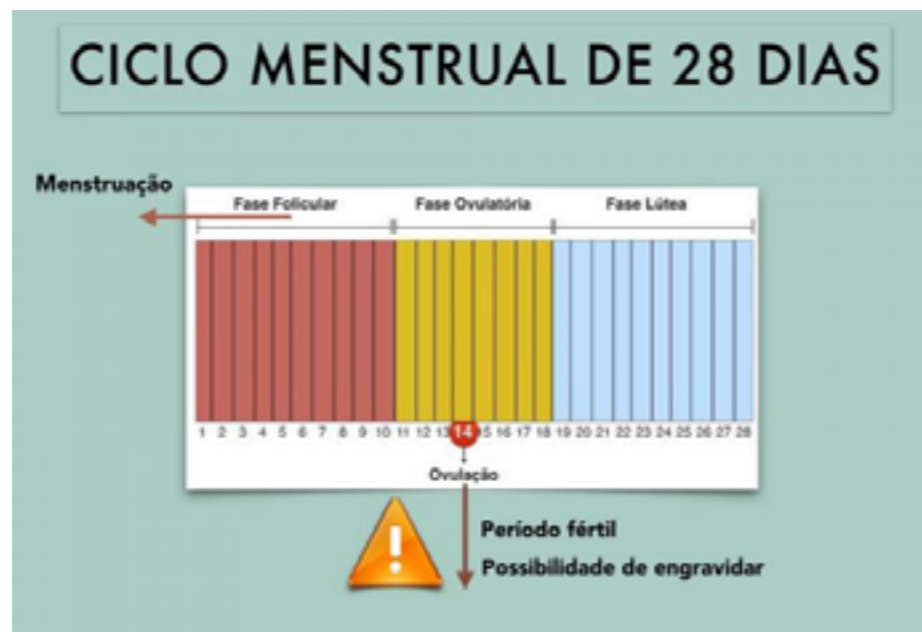 CICLO MENSTRUAL DE 28 DIAS
Menstruação
Fase Folicular Fase Ovulatória Fase Lútea
1 2 3 4 5 6 7 8 9 10 11 12 13 14 15 16 17 18 19 20 21 22 23 24 25 26 27 28
Ovulação
Período fértil
Possibilidade de engravidar